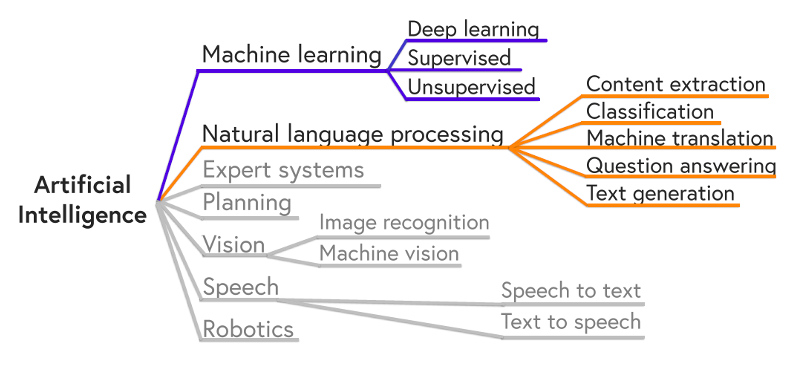 Artificial
Intelligence
Machine learning
Deep learning
Supervised
Unsupervised
Natural language processing
Content extraction
Classification
Machine translation
Question answering
Text generation
Expert systems
Planning
Vision
Image recognition
Machine vision
Speech
Speech to text
Text to speech
Robotics